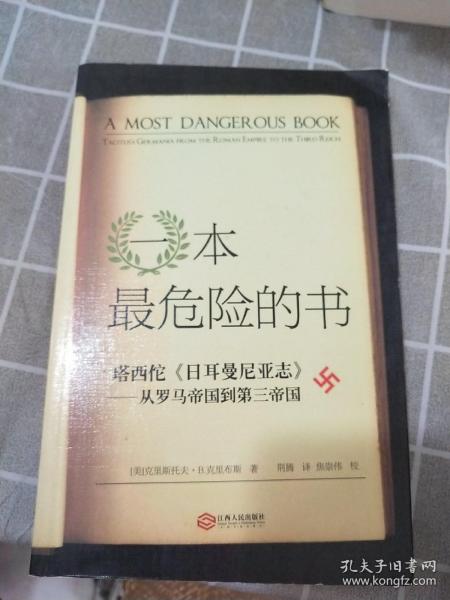 A MOST DANGEROUS BOOK
TACITUS'S GERMANIA FROM THE ROMAN EMPIRE TO THE THIRD REICH
一本
最危险的书
塔西佗《日耳曼尼亚志》
——从罗马帝国到第三帝国
[美]克里斯托夫·B.克里布斯 著 荆腾 译 焦崇伟 校
江西人民出版社
孔夫子旧书网
www.kongfz.com